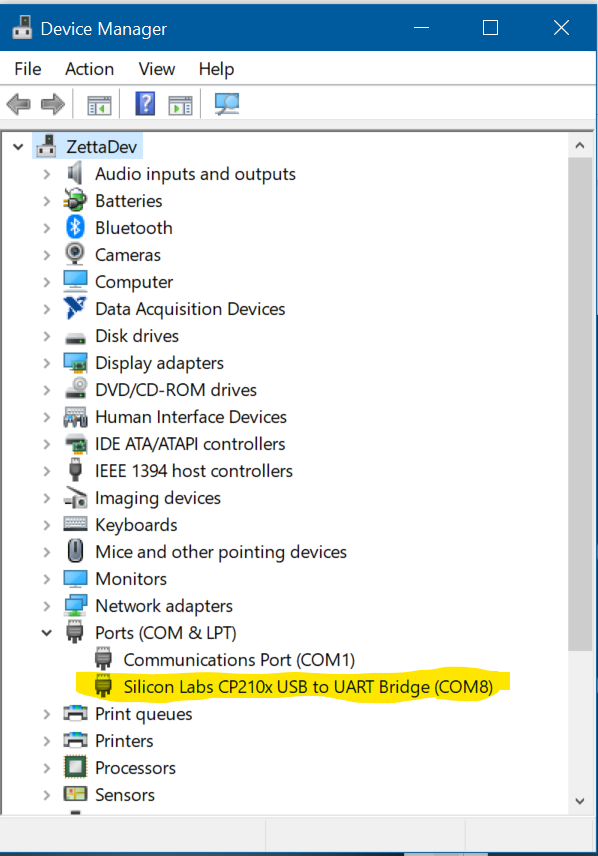 Device Manager
File Action View Help
ZettaDev
Audio inputs and outputs
Batteries
Bluetooth
Cameras
Computer
Data Acquisition Devices
Disk drives
Display adapters
DVD/CD-ROM drives
Human Interface Devices
IDE ATA/ATAPI controllers
IEEE 1394 host controllers
Imaging devices
Keyboards
Mice and other pointing devices
Monitors
Network adapters
Ports (COM & LPT)
Communications Port (COM1)
Silicon Labs CP210x USB to UART Bridge (COM8)
Print queues
Printers
Processors
Sensors